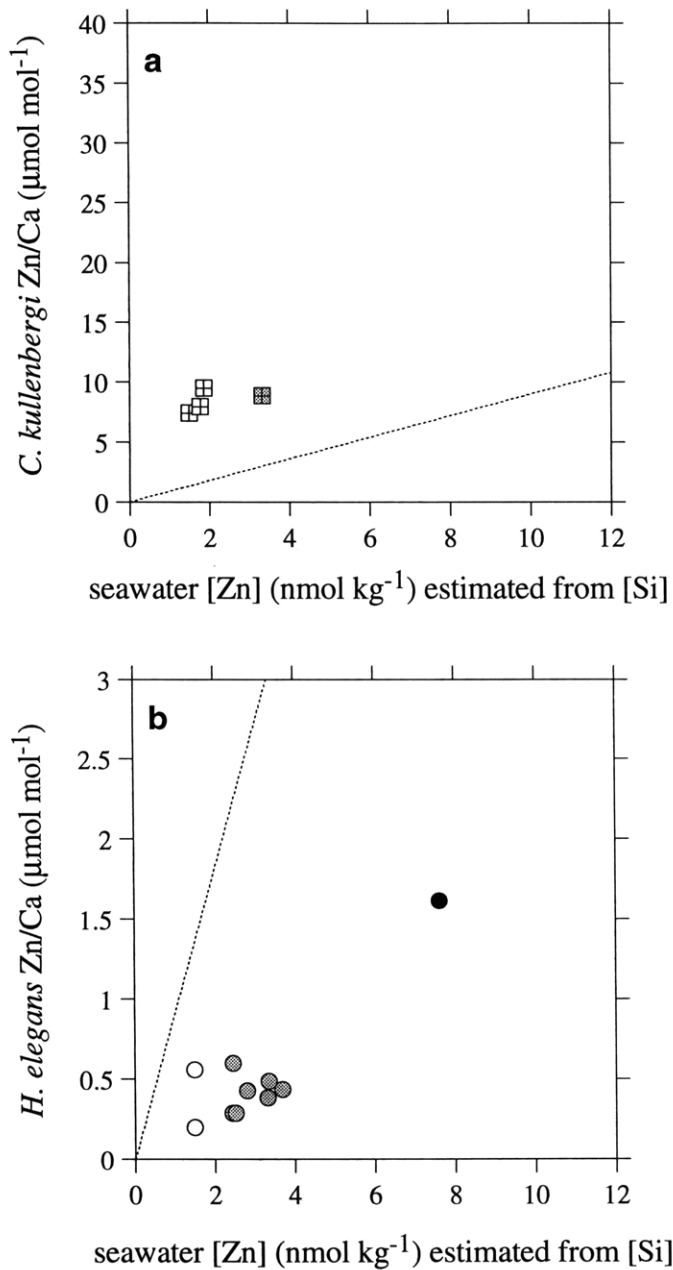 a
40
35
30
25
20
15
10
5
0
0 2 4 6 8 10 12
C. kullenbergi Zn/Ca (µmol mol⁻¹)
seawater [Zn] (nmol kg⁻¹) estimated from [Si]
b
3
2.5
2
1.5
1
0.5
0
0 2 4 6 8 10 12
H. elegans Zn/Ca (µmol mol⁻¹)
seawater [Zn] (nmol kg⁻¹) estimated from [Si]